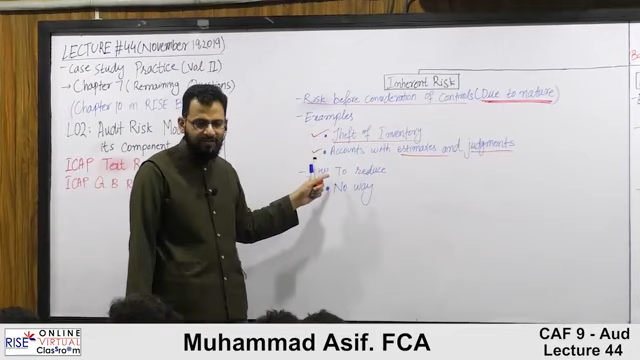 LECTURE #44 (November 19 2019)
- Case Study Practice (Vol II)
→ Chapter 7 (Remaining Questions)
(Chapter 10 in RISE B
LO2: Audit Risk Mo
its component
ICAP Text
ICAP Q B
Inherent Risk
- Risk before consideration of controls (Due to nature)
- Examples
• Theft of Inventory
• Accounts with estimates and judgments
To reduce
• No way
RISE
ONLINE
VIRTUAL
Classroom
Muhammad Asif. FCA
CAF 9 - Aud
Lecture 44